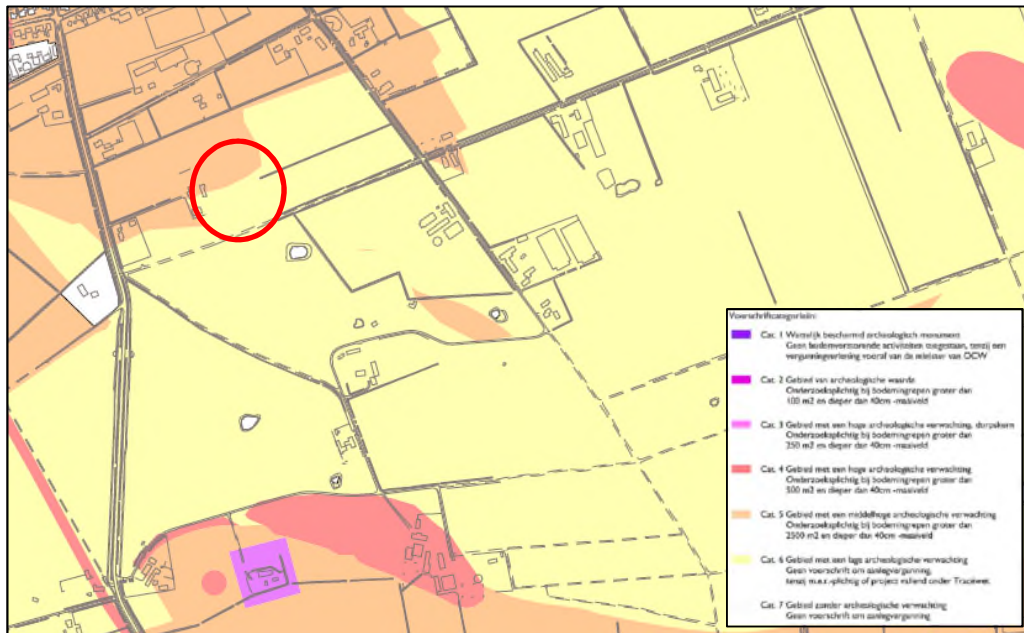 Voorschriftcategorieën:
Cat. 1 Wettelijk beschermd archeologisch monument
Geen bodemverstorende activiteiten toegestaan, tenzij een
vergunningverlening vooraf van de minister van OCW
Cat. 2 Gebied van archeologische waarde
Onderzoeksplichtig bij bodemingrepen groter dan
100 m2 en dieper dan 40cm -maaiveld
Cat. 3 Gebied met een hoge archeologische verwachting, dorpskern
Onderzoeksplichtig bij bodemingrepen groter dan
250 m2 en dieper dan 40cm -maaiveld
Cat. 4 Gebied met een hoge archeologische verwachting
Onderzoeksplichtig bij bodemingrepen groter dan
500 m2 en dieper dan 40cm -maaiveld
Cat. 5 Gebied met een middelhoge archeologische verwachting
Onderzoeksplichtig bij bodemingrepen groter dan
2500 m2 en dieper dan 40cm -maaiveld
Cat. 6 Gebied met een lage archeologische verwachting
Geen voorschrift om aanlegvergunning,
tenzij m.e.r.-plichtig of project vallend onder Tracéwet.
Cat. 7 Gebied zonder archeologische verwachting
Geen voorschrift om aanlegvergunning